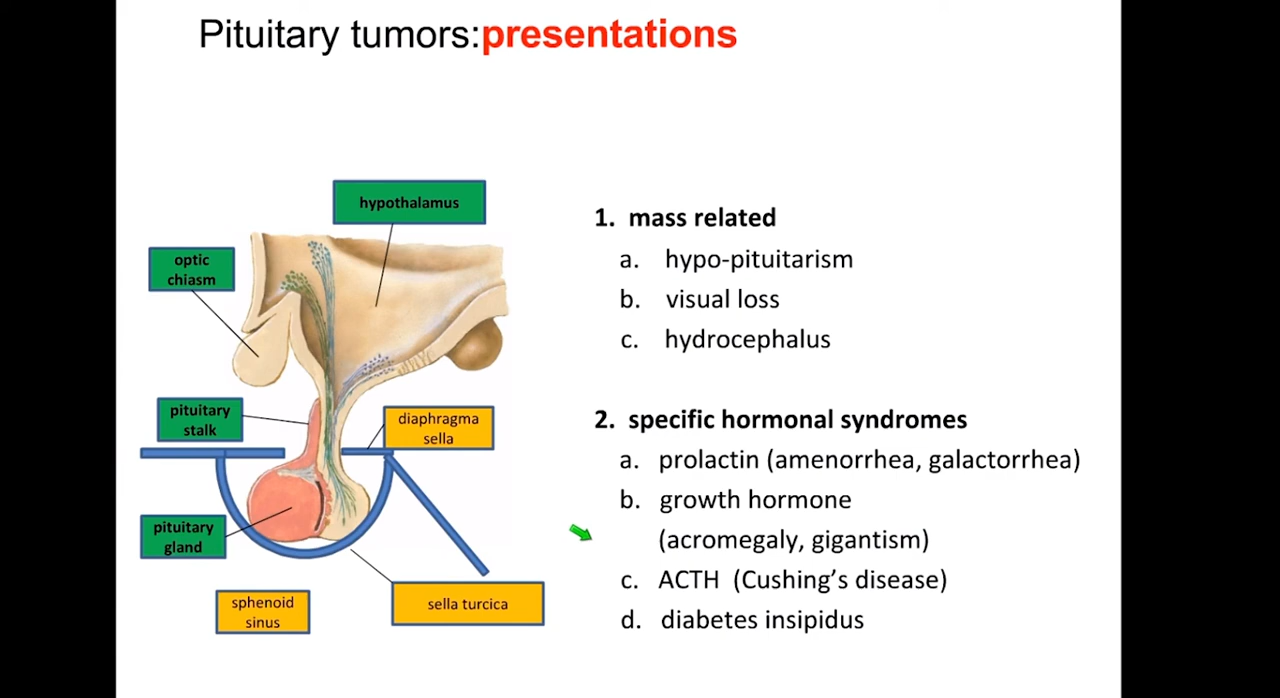 Pituitary tumors:presentations
hypothalamus
optic
chiasm
pituitary
stalk
diaphragma
sella
pituitary
gland
sphenoid
sinus
sella turcica
1. mass related
a. hypo-pituitarism
b. visual loss
c. hydrocephalus
2. specific hormonal syndromes
a. prolactin (amenorrhea, galactorrhea)
b. growth hormone
(acromegaly, gigantism)
c. ACTH (Cushing’s disease)
d. diabetes insipidus